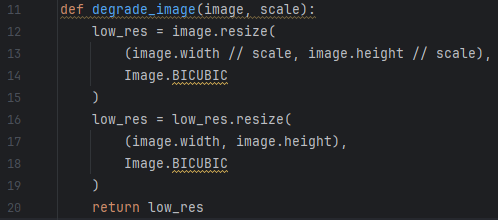 11 def degrade_image(image, scale):
12     low_res = image.resize(
13         (image.width // scale, image.height // scale),
14         Image.BICUBIC
15     )
16     low_res = low_res.resize(
17         (image.width, image.height),
18         Image.BICUBIC
19     )
20     return low_res